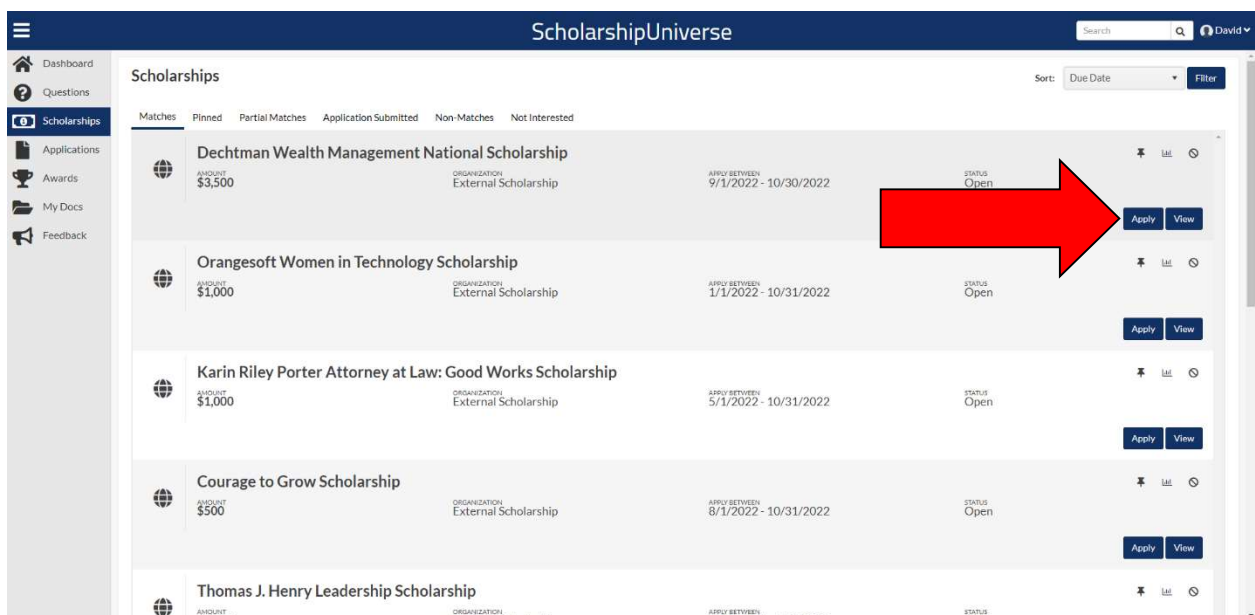 ScholarshipUniverse
Search
David
Dashboard
Questions
Scholarships
Applications
Awards
My Docs
Feedback
Scholarships
Sort: Due Date Filter
Matches Pinned Partial Matches Application Submitted Non-Matches Not Interested
Dechtman Wealth Management National Scholarship
AMOUNT ORGANIZATION APPLY BETWEEN STATUS
$3,500 External Scholarship 9/1/2022 - 10/30/2022 Open
Apply View
Orangesoft Women in Technology Scholarship
AMOUNT ORGANIZATION APPLY BETWEEN STATUS
$1,000 External Scholarship 1/1/2022 - 10/31/2022 Open
Apply View
Karin Riley Porter Attorney at Law: Good Works Scholarship
AMOUNT ORGANIZATION APPLY BETWEEN STATUS
$1,000 External Scholarship 5/1/2022 - 10/31/2022 Open
Apply View
Courage to Grow Scholarship
AMOUNT ORGANIZATION APPLY BETWEEN STATUS
$500 External Scholarship 8/1/2022 - 10/31/2022 Open
Apply View
Thomas J. Henry Leadership Scholarship
AMOUNT ORGANIZATION APPLY BETWEEN STATUS